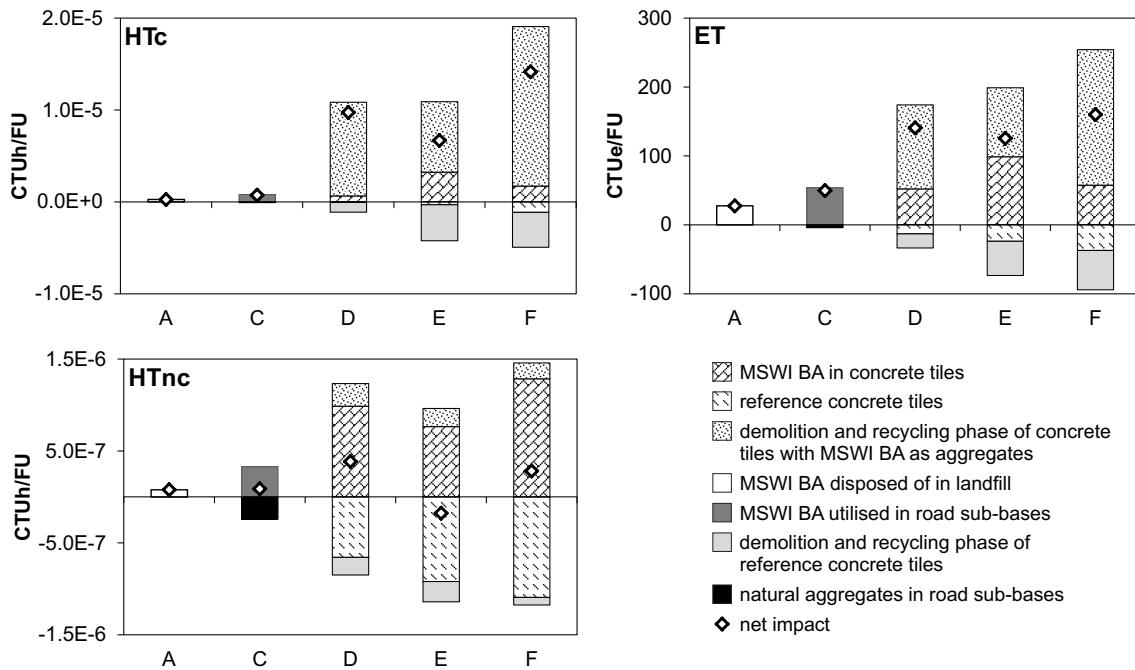 HTc
CTUh/FU
2.0E-5
1.0E-5
0.0E+0
-1.0E-5
A C D E F
ET
CTUe/FU
300
200
100
0
-100
A C D E F
HTnc
CTUh/FU
1.5E-6
5.0E-7
-5.0E-7
-1.5E-6
A C D E F
MSWI BA in concrete tiles
reference concrete tiles
demolition and recycling phase of concrete
tiles with MSWI BA as aggregates
MSWI BA disposed of in landfill
MSWI BA utilised in road sub-bases
demolition and recycling phase of
reference concrete tiles
natural aggregates in road sub-bases
net impact